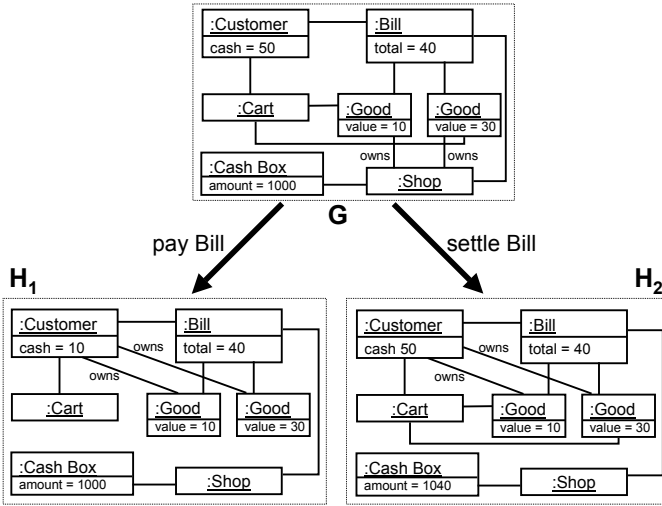 :Customer
cash = 50
:Bill
total = 40
:Cart
:Good
value = 10
:Good
value = 30
owns
owns
:Cash Box
amount = 1000
:Shop
G
pay Bill
settle Bill
H1
H2
:Customer
cash = 10
:Bill
total = 40
owns
owns
:Cart
:Good
value = 10
:Good
value = 30
:Cash Box
amount = 1000
:Shop
:Customer
cash 50
:Bill
total = 40
owns
owns
:Cart
:Good
value = 10
:Good
value = 30
:Cash Box
amount = 1040
:Shop